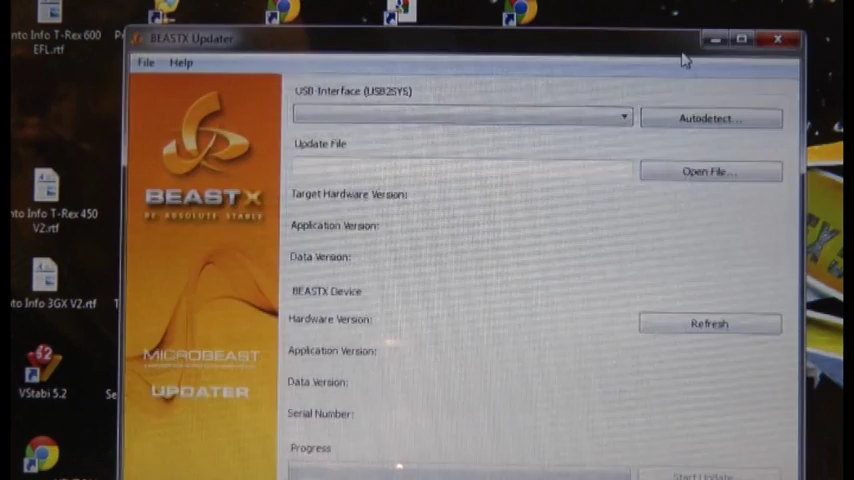 nto Info T-Rex 600
EFL.rtf
BEASTX Updater
File Help
USB-Interface (USB2SYS)
Autodetect...
Update File
Open File...
BEASTX
BE ABSOLUTE STABLE
Target Hardware Version:
nto Info T-Rex 450
V2.rtf
Application Version:
Data Version:
BEASTX Device
nto Info 3GX V2.rtf
Hardware Version:
Refresh
MICROBEAST
Application Version:
UPDATER
Data Version:
VStabi 5.2
Serial Number:
Progress
Start Update...